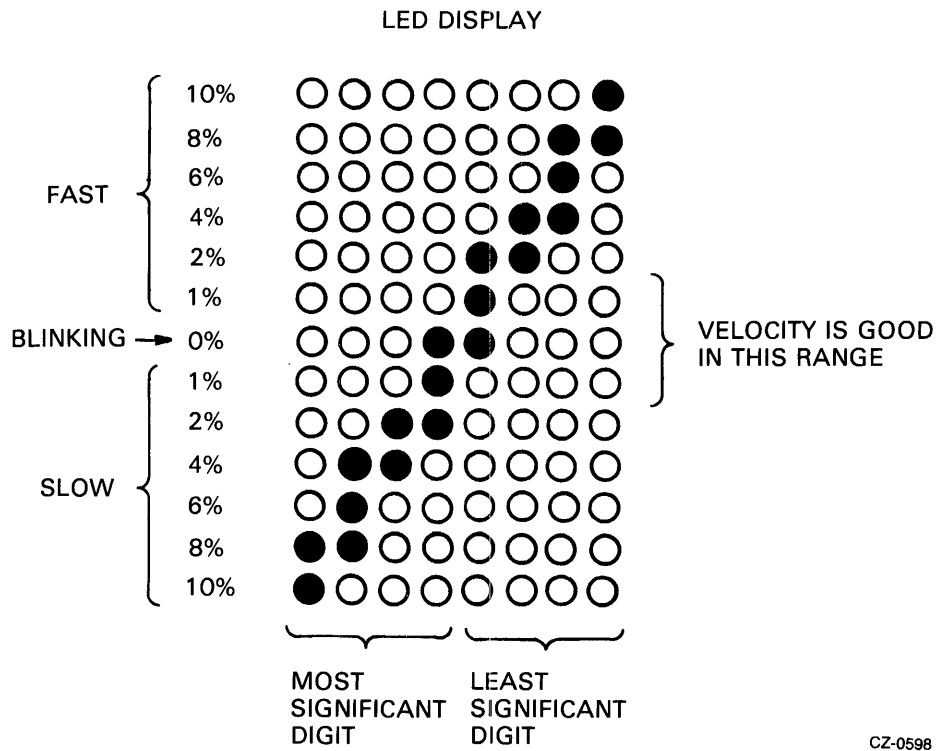 LED DISPLAY
10%
8%
6%
FAST
4%
2%
1%
BLINKING
0%
VELOCITY IS GOOD
IN THIS RANGE
1%
2%
4%
SLOW
6%
8%
10%
MOST
SIGNIFICANT
DIGIT
LEAST
SIGNIFICANT
DIGIT
CZ-0598